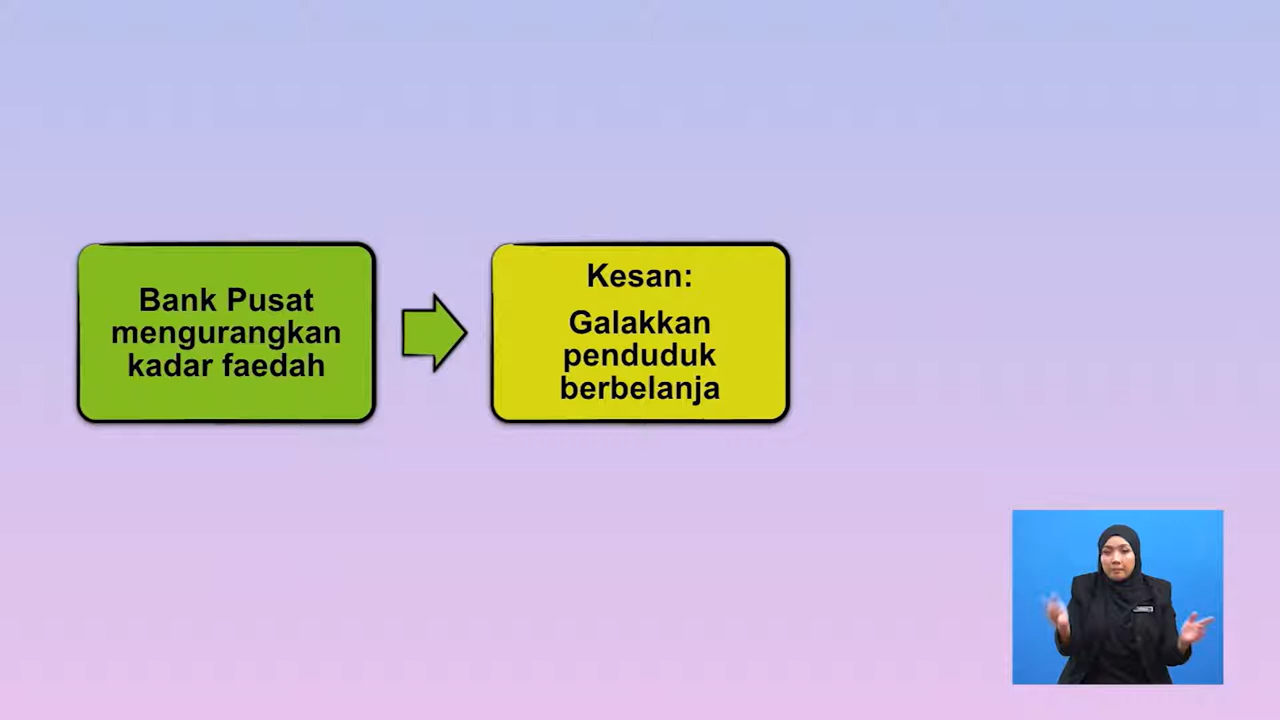 Bank Pusat
mengurangkan
kadar faedah
Kesan:
Galakkan
penduduk
berbelanja